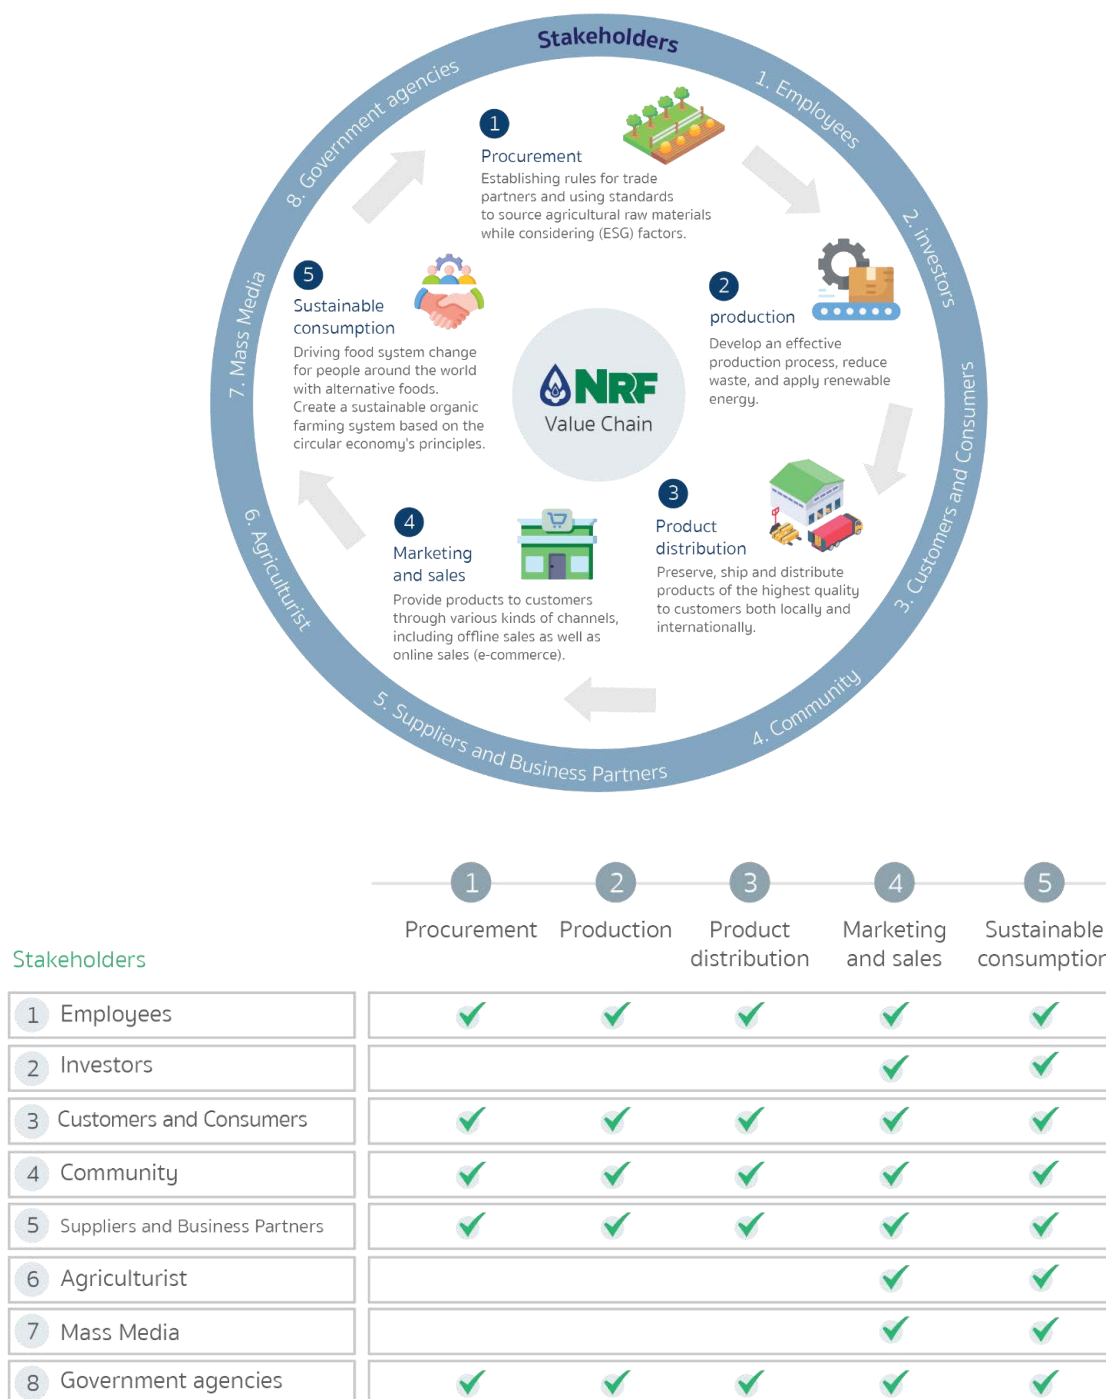 Stakeholders
1. Employees
2. investors
3. Customers and Consumers
4. Community
5. Suppliers and Business Partners
6. Agriculturist
7. Mass Media
8. Government agencies
1
Procurement
Establishing rules for trade
partners and using standards
to source agricultural raw materials
while considering (ESG) factors.
2
production
Develop an effective
production process, reduce
waste, and apply renewable
energy.
3
Product
distribution
Preserve, ship and distribute
products of the highest quality
to customers both locally and
internationally.
4
Marketing
and sales
Provide products to customers
through various kinds of channels,
including offline sales as well as
online sales (e-commerce).
5
Sustainable
consumption
Driving food system change
for people around the world
with alternative foods.
Create a sustainable organic
farming system based on the
circular economy's principles.
NRF
Value Chain
1 2 3 4 5
Procurement Production Product distribution Marketing and sales Sustainable consumption
Stakeholders
1 Employees
2 Investors
3 Customers and Consumers
4 Community
5 Suppliers and Business Partners
6 Agriculturist
7 Mass Media
8 Government agencies